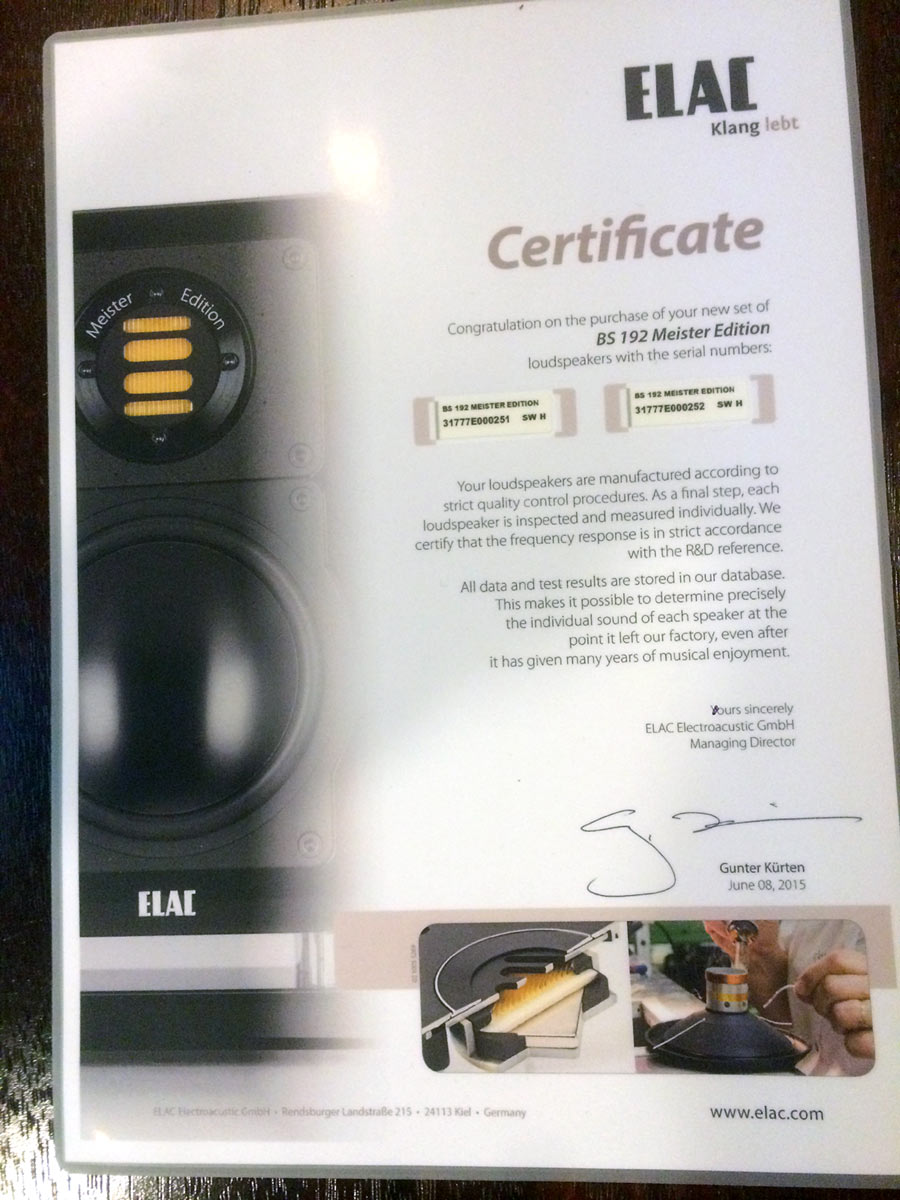 ELAC
Klang lebt
Certificate
Meister Edition
Congratulation on the purchase of your new set of
BS 192 Meister Edition
loudspeakers with the serial numbers:
BS 192 MEISTER EDITION
31777E000251 SW H
BS 192 MEISTER EDITION
31777E000252 SW H
Your loudspeakers are manufactured according to
strict quality control procedures. As a final step, each
loudspeaker is inspected and measured individually. We
certify that the frequency response is in strict accordance
with the R&D reference.
All data and test results are stored in our database.
This makes it possible to determine precisely
the individual sound of each speaker at the
point it left our factory, even after
it has given many years of musical enjoyment.
Yours sincerely
ELAC Electroacustic GmbH
Managing Director
Gunter Kürten
June 08, 2015
ELAC
ELAC Electroacustic GmbH • Rendsburger Landstraße 215 • 24113 Kiel • Germany
www.elac.com